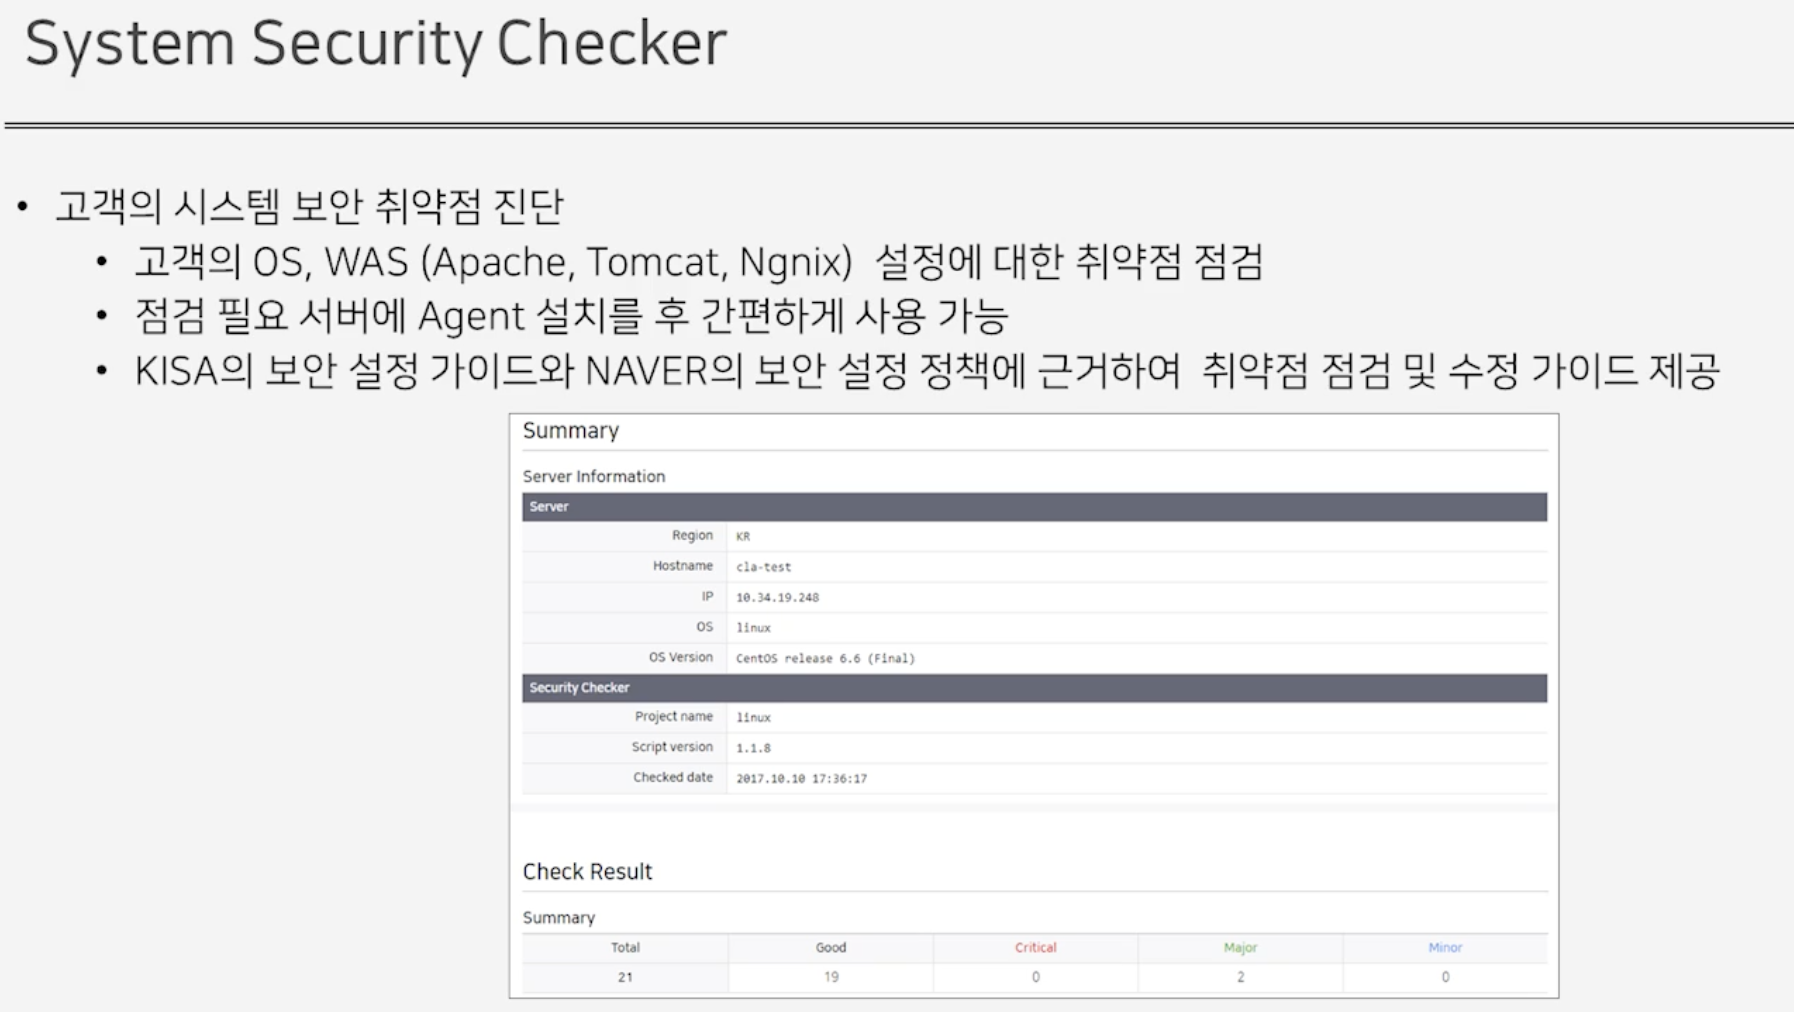 System Security Checker
• 고객의 시스템 보안 취약점 진단
• 고객의 OS, WAS (Apache, Tomcat, Ngnix) 설정에 대한 취약점 점검
• 점검 필요 서버에 Agent 설치를 후 간편하게 사용 가능
• KISA의 보안 설정 가이드와 NAVER의 보안 설정 정책에 근거하여 취약점 점검 및 수정 가이드 제공
Summary
Server Information
Server
Region KR
Hostname cla-test
IP 10.34.19.248
OS linux
OS Version CentOS release 6.6 (Final)
Security Checker
Project name linux
Script version 1.1.8
Checked date 2017.10.10 17:36:17
Check Result
Summary
Total Good Critical Major Minor
21 19 0 2 0